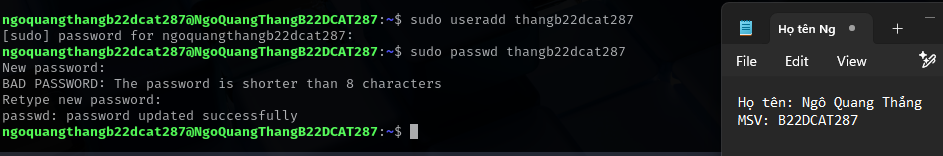 ngoquangthangb22dcat287@NgoQuangThangB22DCAT287:~$ sudo useradd thangb22dcat287
[sudo] password for ngoquangthangb22dcat287:
ngoquangthangb22dcat287@NgoQuangThangB22DCAT287:~$ sudo passwd thangb22dcat287
New password:
BAD PASSWORD: The password is shorter than 8 characters
Retype new password:
passwd: password updated successfully
ngoquangthangb22dcat287@NgoQuangThangB22DCAT287:~$
Họ tên Ng
File Edit View
Họ tên: Ngô Quang Thắng
MSV: B22DCAT287